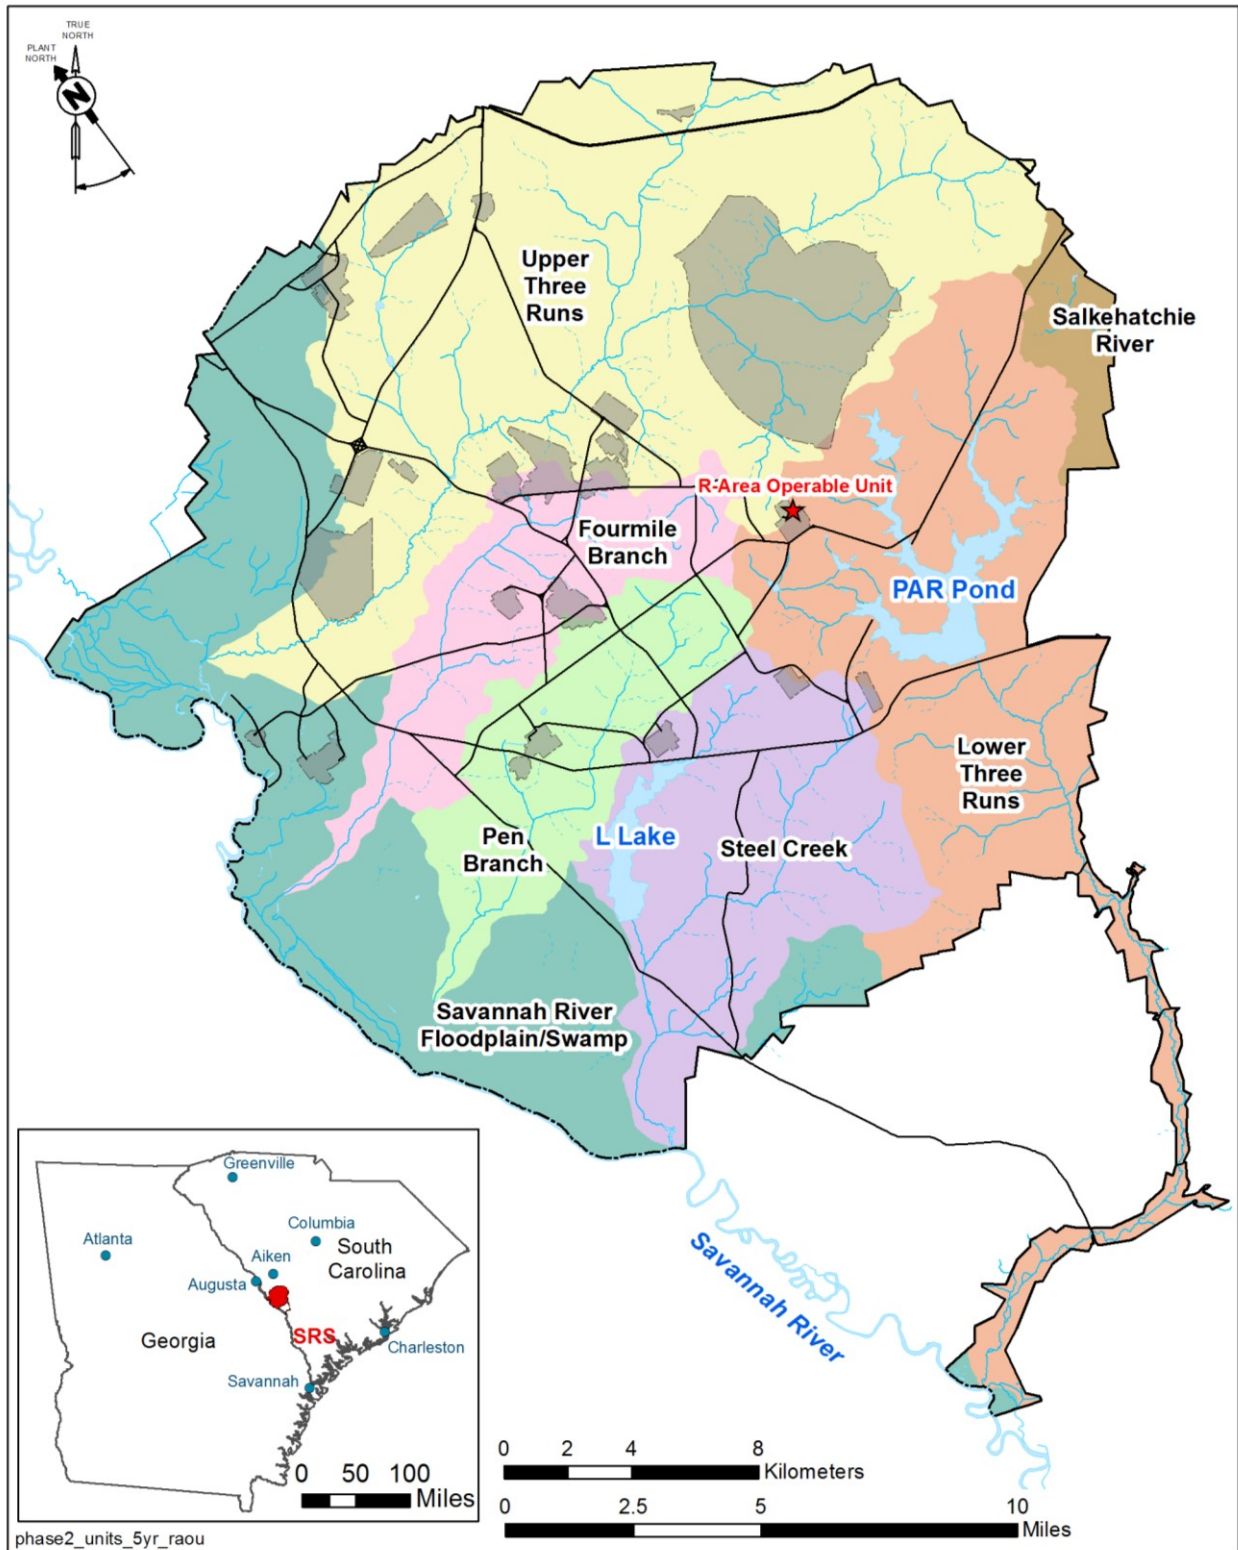 TRUE
NORTH
PLANT
NORTH
N
Upper
Three
Runs
Salkehatchie
River
R-Area Operable Unit
Fourmile
Branch
PAR Pond
Lower
Three
Runs
L Lake
Pen
Branch
Steel Creek
Savannah River
Floodplain/Swamp
Savannah River
Greenville
Columbia
Atlanta
South
Carolina
Aiken
Augusta
SRS
Georgia
Charleston
Savannah
0 50 100
Miles
0 2 4 8
Kilometers
0 2.5 5 10
Miles
phase2_units_5yr_raou